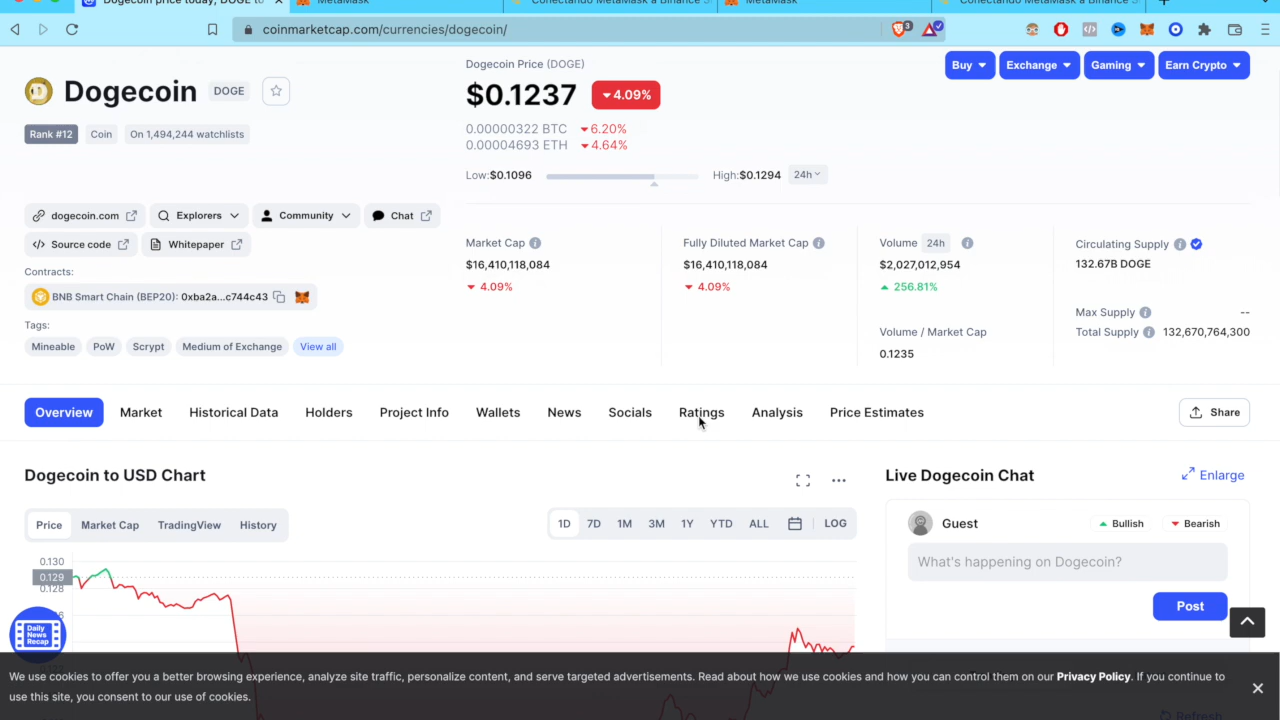 Dogecoin price today, DOGE to
MetaMask
Conectando MetaMask a Binance S
MetaMask
Conectando MetaMask a Binance S
coinmarketcap.com/currencies/dogecoin/
3
Dogecoin
DOGE
Rank #12
Coin
On 1,494,244 watchlists
Dogecoin Price (DOGE)
$0.1237
4.09%
0.00000322 BTC
6.20%
0.00004693 ETH
4.64%
Low:$0.1096
High:$0.1294
24h
Buy
Exchange
Gaming
Earn Crypto
dogecoin.com
Explorers
Community
Chat
Source code
Whitepaper
Contracts:
BNB Smart Chain (BEP20): 0xba2a...c744c43
Tags:
Mineable
PoW
Scrypt
Medium of Exchange
View all
Market Cap
$16,410,118,084
4.09%
Fully Diluted Market Cap
$16,410,118,084
4.09%
Volume
24h
$2,027,012,954
256.81%
Volume / Market Cap
0.1235
Circulating Supply
132.67B DOGE
Max Supply
--
Total Supply
132,670,764,300
Overview
Market
Historical Data
Holders
Project Info
Wallets
News
Socials
Ratings
Analysis
Price Estimates
Share
Dogecoin to USD Chart
Price
Market Cap
TradingView
History
1D
7D
1M
3M
1Y
YTD
ALL
LOG
0.130
0.129
0.128
Daily
News
Recap
Live Dogecoin Chat
Enlarge
Guest
Bullish
Bearish
What's happening on Dogecoin?
Post
We use cookies to offer you a better browsing experience, analyze site traffic, personalize content, and serve targeted advertisements. Read about how we use cookies and how you can control them on our Privacy Policy. If you continue to
use this site, you consent to our use of cookies.
Refresh